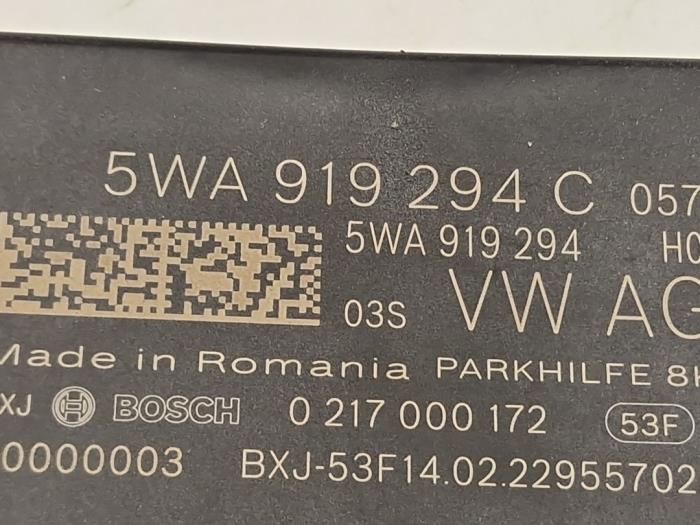 5WA 919 294 C 057
5WA 919 294 H0
03S VW AG
Made in Romania PARKHILFE 8K
XJ BOSCH 0 217 000 172 53F
0000003 BXJ-53F14.02.22955702